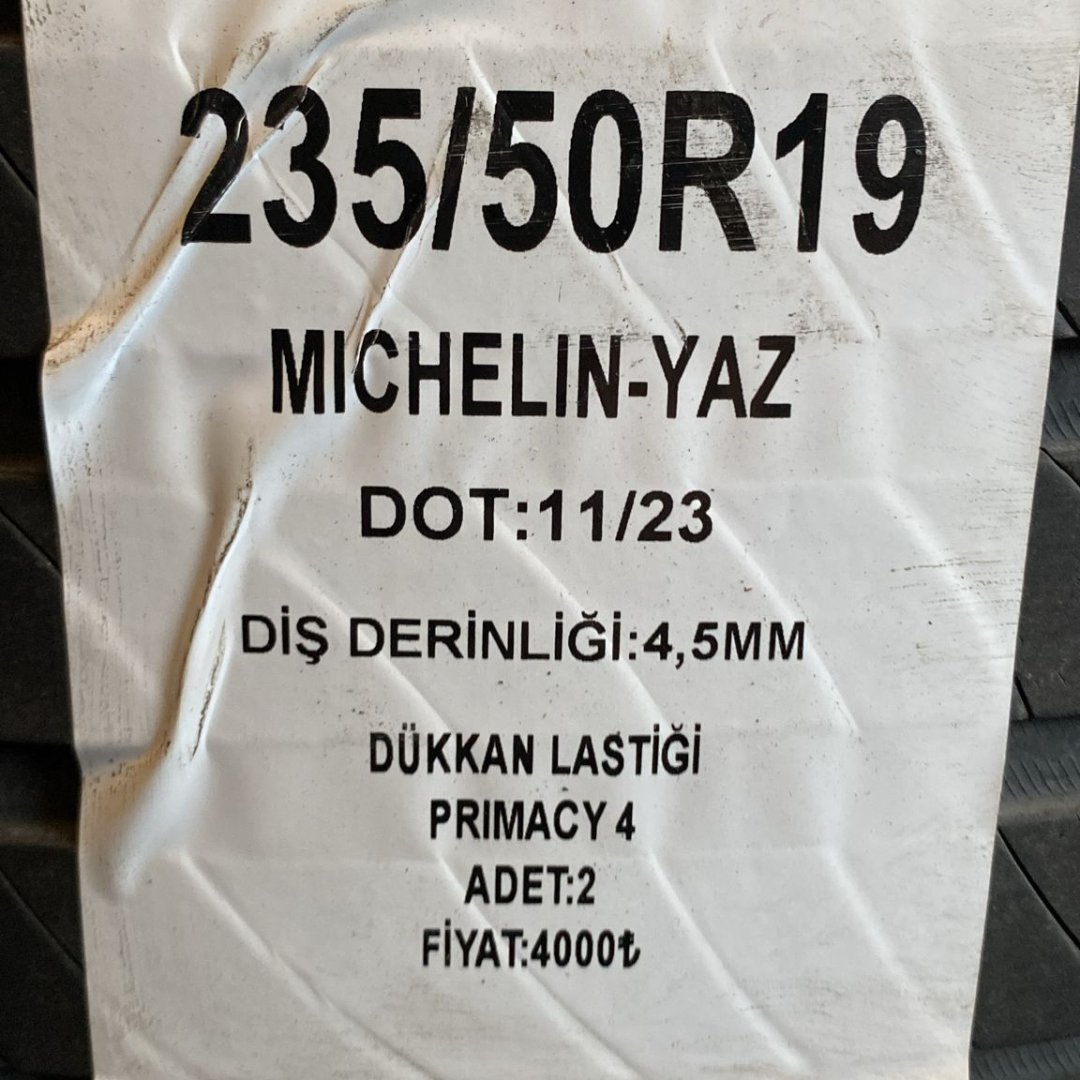 235/50R19
MICHELIN-YAZ
DOT:11/23
DİŞ DERİNLİĞİ:4,5MM
DÜKKAN LASTİĞİ
PRIMACY 4
ADET:2
FİYAT:4000₺